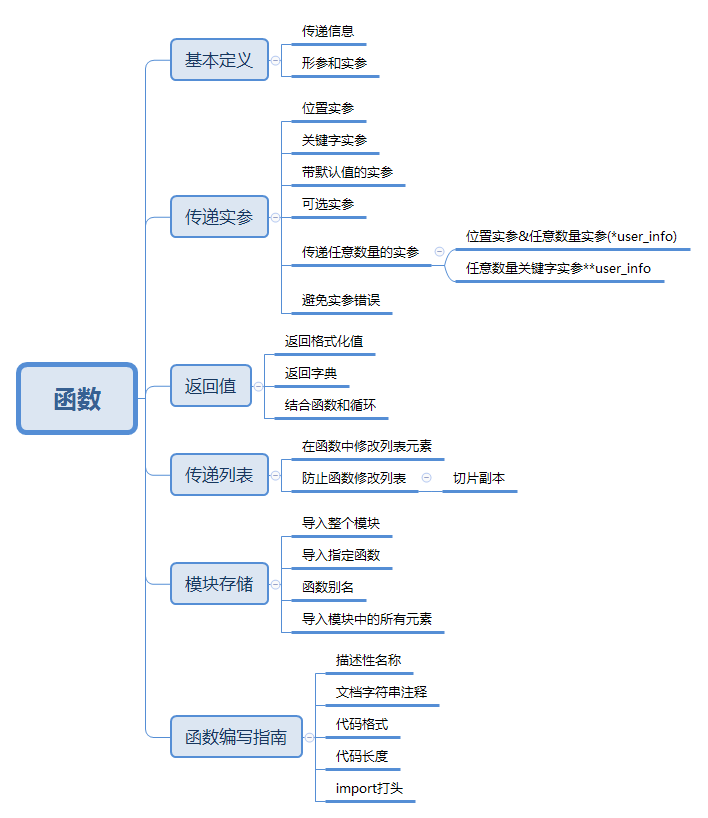 函数
基本定义
传递信息
形参和实参
传递实参
位置实参
关键字实参
带默认值的实参
可选实参
传递任意数量的实参
位置实参&任意数量实参(*user_info)
任意数量关键字实参**user_info
避免实参错误
返回值
返回格式化值
返回字典
结合函数和循环
传递列表
在函数中修改列表元素
防止函数修改列表
切片副本
模块存储
导入整个模块
导入指定函数
函数别名
导入模块中的所有元素
函数编写指南
描述性名称
文档字符串注释
代码格式
代码长度
import打头